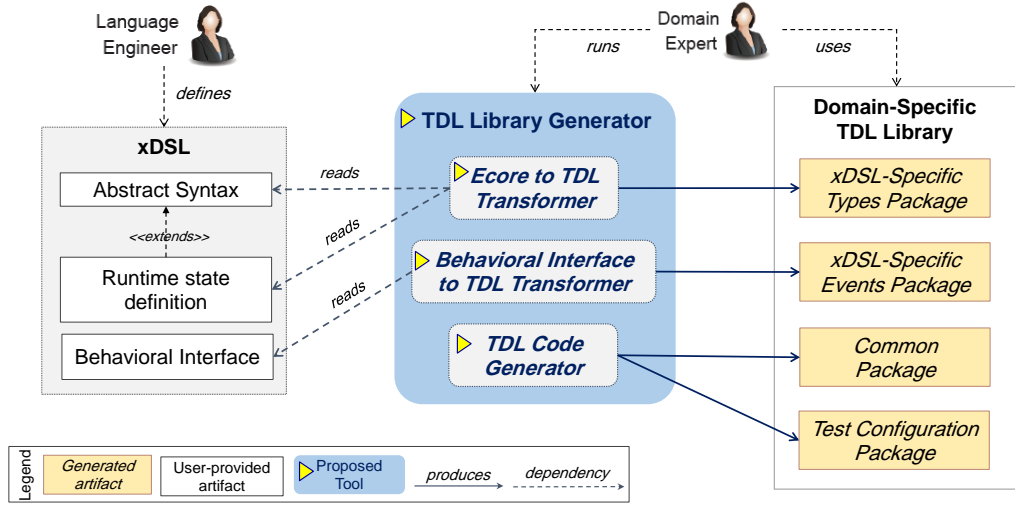 Language
Engineer
defines
xDSL
Abstract Syntax
<<extends>>
Runtime state
definition
Behavioral Interface
reads
reads
reads
Domain
Expert
runs
uses
TDL Library Generator
Ecore to TDL
Transformer
Behavioral Interface
to TDL Transformer
TDL Code
Generator
Domain-Specific
TDL Library
xDSL-Specific
Types Package
xDSL-Specific
Events Package
Common
Package
Test Configuration
Package
Legend
Generated
artifact
User-provided
artifact
Proposed
Tool
produces
dependency